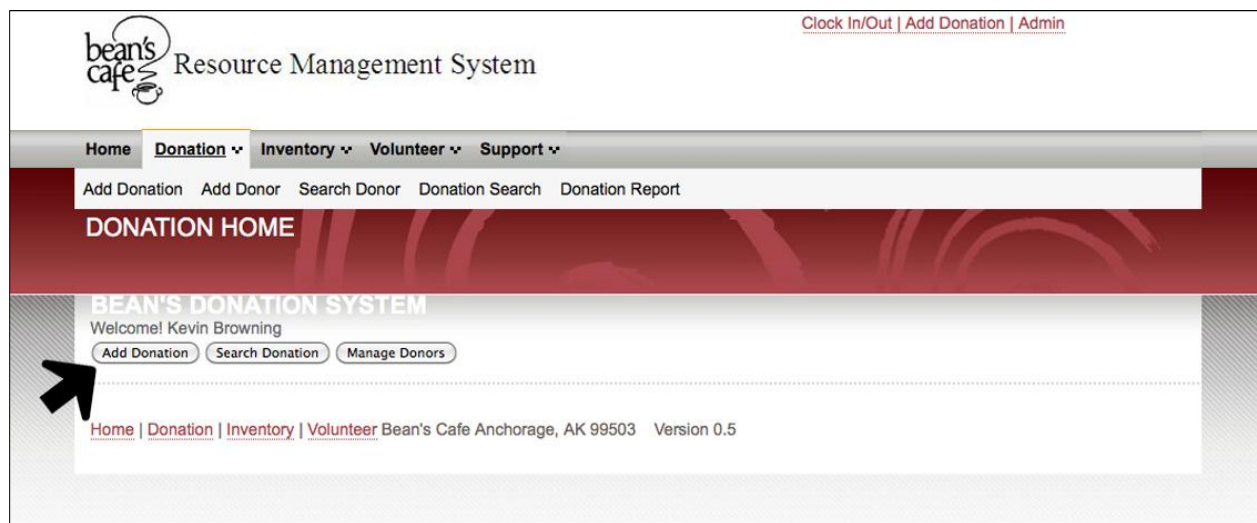 Clock In/Out | Add Donation | Admin
bean's
café
Resource Management System
Home Donation Inventory Volunteer Support
Add Donation Add Donor Search Donor Donation Search Donation Report
DONATION HOME
BEAN'S DONATION SYSTEM
Welcome! Kevin Browning
Add Donation Search Donation Manage Donors
Home | Donation | Inventory | Volunteer Bean's Cafe Anchorage, AK 99503 Version 0.5